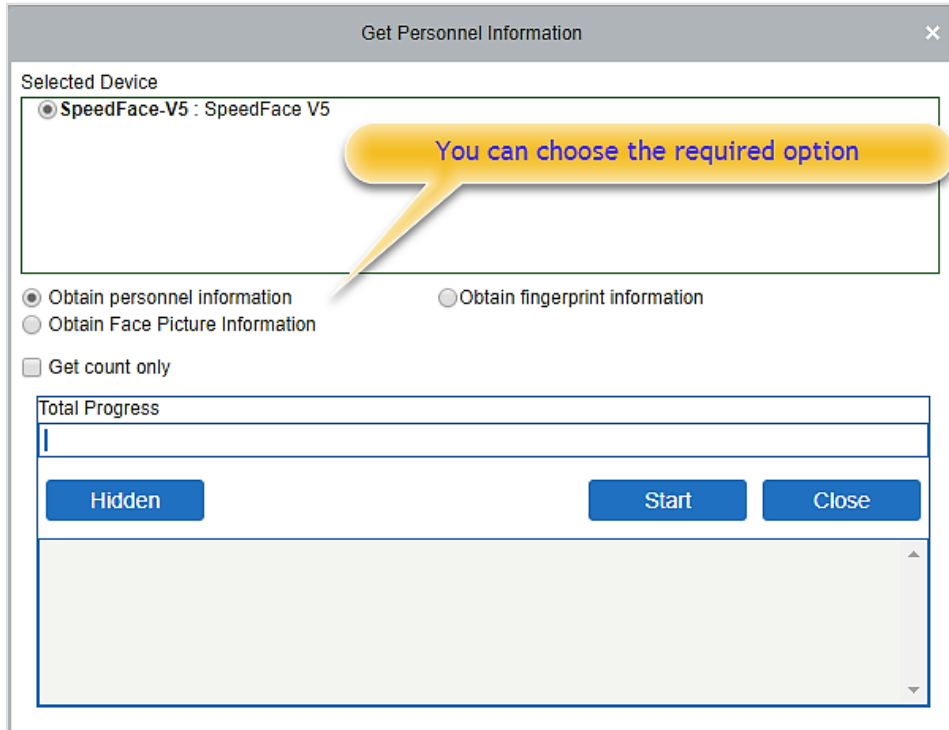 Get Personnel Information ×
Selected Device
SpeedFace-V5 : SpeedFace V5
You can choose the required option
Obtain personnel information Obtain fingerprint information
Obtain Face Picture Information
Get count only
Total Progress
Hidden Start Close